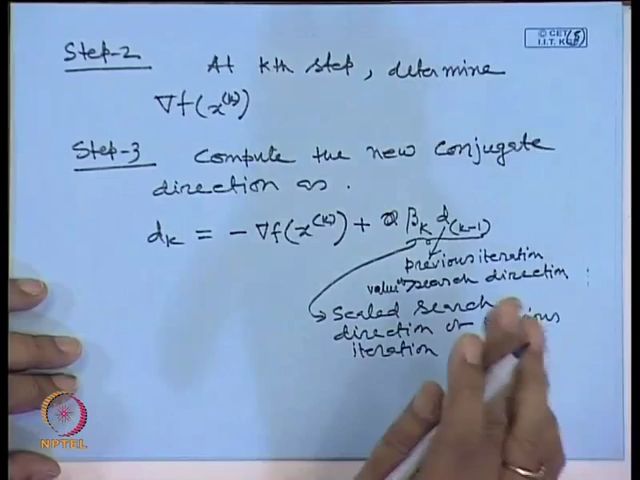 © CET
I.I.T. KGP
Step-2 At kth step, determine
∇f(x^(k))
Step-3 Compute the new conjugate
direction as.
d_k = -∇f(x^(k)) + β_k d_(k-1)
previous iteration
value search direction
Scaled search
direction of
iteration
NPTEL